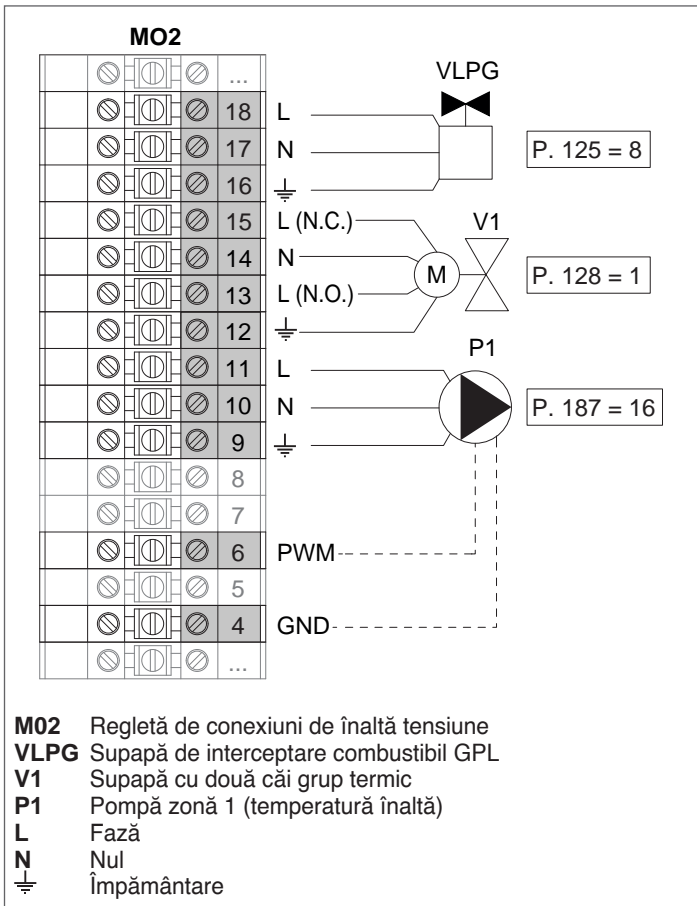 MO2
VLPG
...
18 L
17 N P. 125 = 8
16
15 L (N.C.) V1
14 N
M P. 128 = 1
13 L (N.O.)
12
P1
11 L
10 N P. 187 = 16
9
8
7
6 PWM
5
4 GND
...
M02 Regletă de conexiuni de înaltă tensiune
VLPG Supapă de interceptare combustibil GPL
V1 Supapă cu două căi grup termic
P1 Pompă zonă 1 (temperatură înaltă)
L Fază
N Nul
Împământare